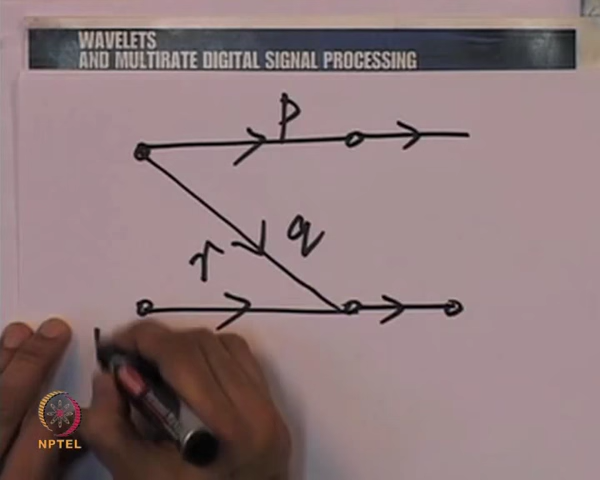 WAVELETS
AND MULTIRATE DIGITAL SIGNAL PROCESSING
p
q
r
NPTEL